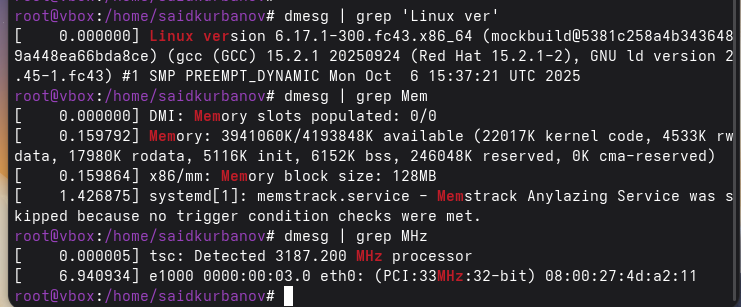 root@vbox:/home/saidkurbanov# dmesg | grep 'Linux ver'
[    0.000000] Linux version 6.17.1-300.fc43.x86_64 (mockbuild@5381c258a4b343648
9a448ea66bda8ce) (gcc (GCC) 15.2.1 20250924 (Red Hat 15.2.1-2), GNU ld version 2
.45-1.fc43) #1 SMP PREEMPT_DYNAMIC Mon Oct  6 15:37:21 UTC 2025
root@vbox:/home/saidkurbanov# dmesg | grep Mem
[    0.000000] DMI: Memory slots populated: 0/0
[    0.159792] Memory: 3941060K/4193848K available (22017K kernel code, 4533K rw
data, 17980K rodata, 5116K init, 6152K bss, 246048K reserved, 0K cma-reserved)
[    0.159864] x86/mm: Memory block size: 128MB
[    1.426875] systemd[1]: memstrack.service - Memstrack Anylazing Service was s
kipped because no trigger condition checks were met.
root@vbox:/home/saidkurbanov# dmesg | grep MHz
[    0.000005] tsc: Detected 3187.200 MHz processor
[    6.940934] e1000 0000:00:03.0 eth0: (PCI:33MHz:32-bit) 08:00:27:4d:a2:11
root@vbox:/home/saidkurbanov#